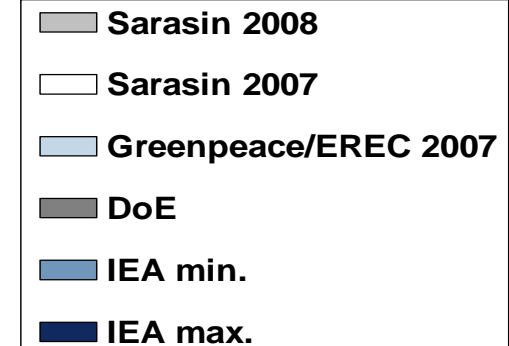 Sarasin 2008
Sarasin 2007
Greenpeace/EREC 2007
DoE
IEA min.
IEA max.